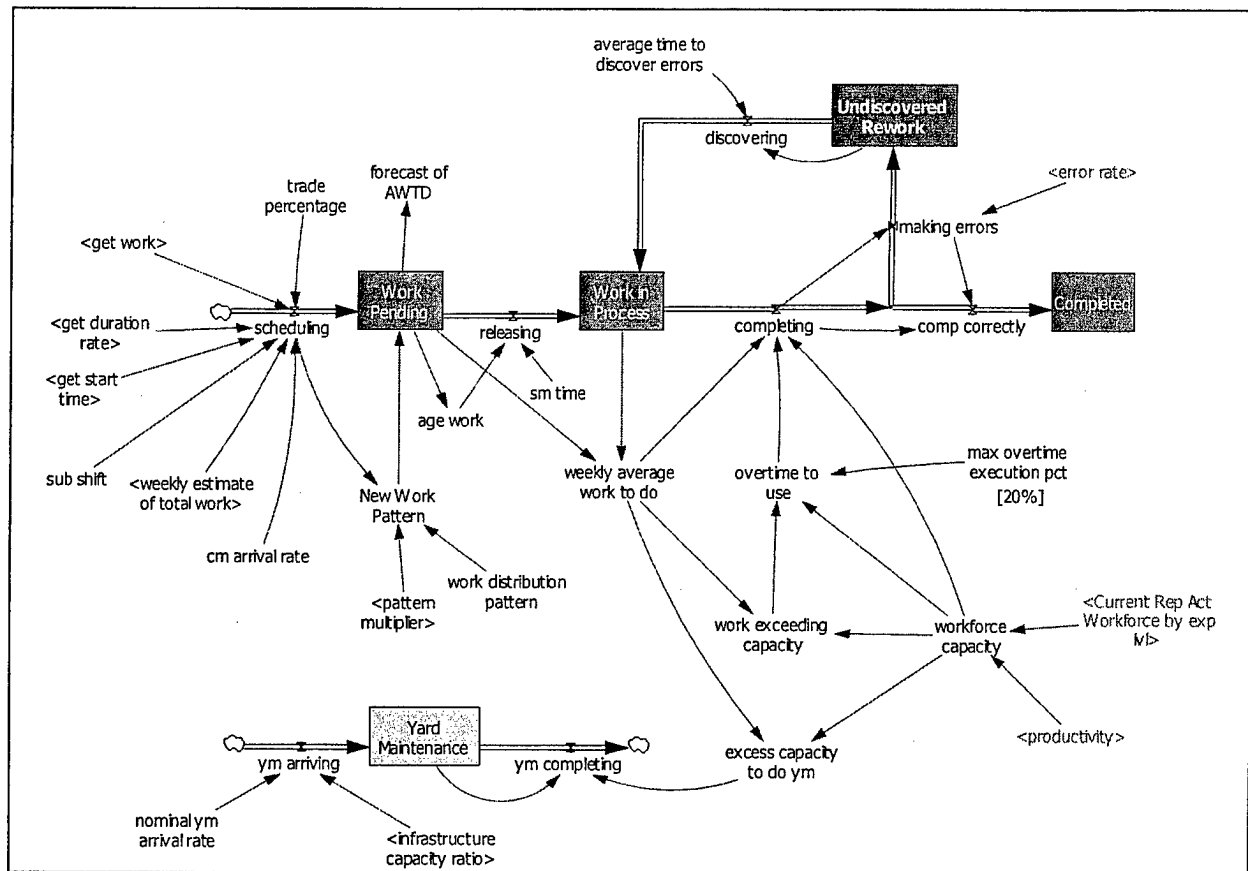 average time to
discover errors
Undiscovered
Rework
discovering
<error rate>
forecast of
AWTD
trade
percentage
<get work>
making errors
Work
Pending
Work in
Process
Completed
<get duration
rate>
scheduling
releasing
completing
comp correctly
<get start
time>
sm time
age work
sub shift
<weekly estimate
of total work>
New Work
Pattern
weekly average
work to do
overtime to
use
max overtime
execution pct
[20%]
cm arrival rate
work distribution
pattern
<pattern
multiplier>
work exceeding
capacity
workforce
capacity
<Current Rep Act
Workforce by exp
lvl>
Yard
Maintenance
<productivity>
ym arriving
ym completing
excess capacity
to do ym
nominal ym
arrival rate
<infrastructure
capacity ratio>